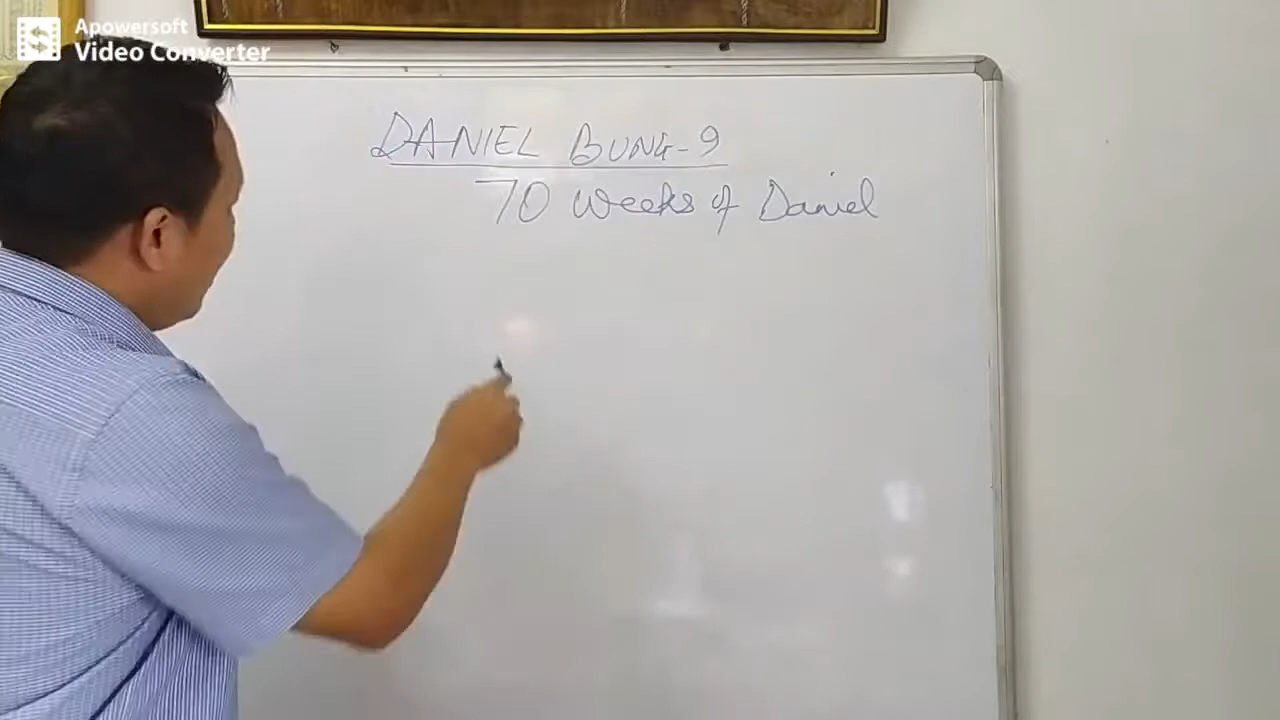 Apowersoft
Video Converter
DANIEL BUNG-9
70 Weeks of Daniel